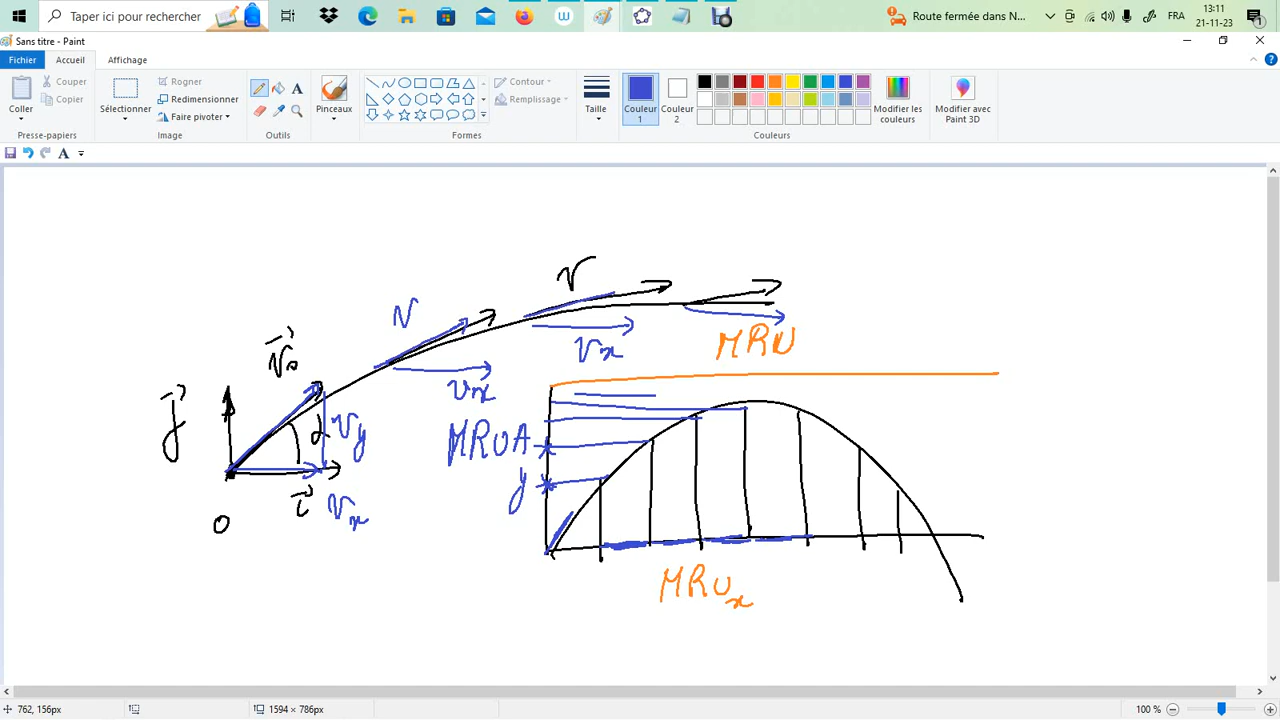 Taper ici pour rechercher
Route fermée dans N...
FRA
13:11
21-11-23
1
Sans titre - Paint
Fichier
Accueil
Affichage
Coller
Couper
Copier
Presse-papiers
Sélectionner
Rogner
Redimensionner
Faire pivoter
Image
A
Outils
Pinceaux
Contour
Remplissage
Formes
Taille
Couleur 1
Couleur 2
Modifier les couleurs
Couleurs
Modifier avec Paint 3D
A
v
v
v₀
vₓ
MRU
vₓ
j
α
v_y
MRUA
y
i
vₓ
o
MRUₓ
762, 156px
1594 × 786px
100 %